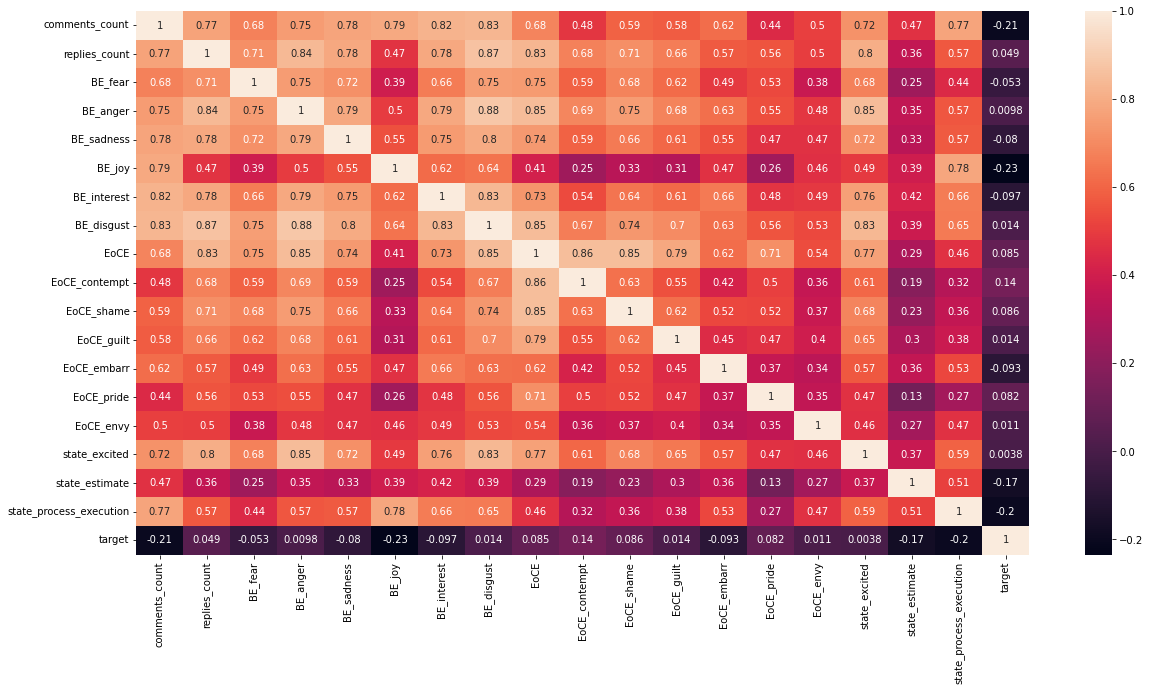 comments_count 1 0.77 0.68 0.75 0.78 0.79 0.82 0.83 0.68 0.48 0.59 0.58 0.62 0.44 0.5 0.72 0.47 0.77 -0.21
replies_count 0.77 1 0.71 0.84 0.78 0.47 0.78 0.87 0.83 0.68 0.71 0.66 0.57 0.56 0.5 0.8 0.36 0.57 0.049
BE_fear 0.68 0.71 1 0.75 0.72 0.39 0.66 0.75 0.75 0.59 0.68 0.62 0.49 0.53 0.38 0.68 0.25 0.44 -0.053
BE_anger 0.75 0.84 0.75 1 0.79 0.5 0.79 0.88 0.85 0.69 0.75 0.68 0.63 0.55 0.48 0.85 0.35 0.57 0.0098
BE_sadness 0.78 0.78 0.72 0.79 1 0.55 0.75 0.8 0.74 0.59 0.66 0.61 0.55 0.47 0.47 0.72 0.33 0.57 -0.08
BE_joy 0.79 0.47 0.39 0.5 0.55 1 0.62 0.64 0.41 0.25 0.33 0.31 0.47 0.26 0.46 0.49 0.39 0.78 -0.23
BE_interest 0.82 0.78 0.66 0.79 0.75 0.62 1 0.83 0.73 0.54 0.64 0.61 0.66 0.48 0.49 0.76 0.42 0.66 -0.097
BE_disgust 0.83 0.87 0.75 0.88 0.8 0.64 0.83 1 0.85 0.67 0.74 0.7 0.63 0.56 0.53 0.83 0.39 0.65 0.014
EoCE 0.68 0.83 0.75 0.85 0.74 0.41 0.73 0.85 1 0.86 0.85 0.79 0.62 0.71 0.54 0.77 0.29 0.46 0.085
EoCE_contempt 0.48 0.68 0.59 0.69 0.59 0.25 0.54 0.67 0.86 1 0.63 0.55 0.42 0.5 0.36 0.61 0.19 0.32 0.14
EoCE_shame 0.59 0.71 0.68 0.75 0.66 0.33 0.64 0.74 0.85 0.63 1 0.62 0.52 0.52 0.37 0.68 0.23 0.36 0.086
EoCE_guilt 0.58 0.66 0.62 0.68 0.61 0.31 0.61 0.7 0.79 0.55 0.62 1 0.45 0.47 0.4 0.65 0.3 0.38 0.014
EoCE_embarr 0.62 0.57 0.49 0.63 0.55 0.47 0.66 0.63 0.62 0.42 0.52 0.45 1 0.37 0.34 0.57 0.36 0.53 -0.093
EoCE_pride 0.44 0.56 0.53 0.55 0.47 0.26 0.48 0.56 0.71 0.5 0.52 0.47 0.37 1 0.35 0.47 0.13 0.27 0.082
EoCE_envy 0.5 0.5 0.38 0.48 0.47 0.46 0.49 0.53 0.54 0.36 0.37 0.4 0.34 0.35 1 0.46 0.27 0.47 0.011
state_excited 0.72 0.8 0.68 0.85 0.72 0.49 0.76 0.83 0.77 0.61 0.68 0.65 0.57 0.47 0.46 1 0.37 0.59 0.0038
state_estimate 0.47 0.36 0.25 0.35 0.33 0.39 0.42 0.39 0.29 0.19 0.23 0.3 0.36 0.13 0.27 0.37 1 0.51 -0.17
state_process_execution 0.77 0.57 0.44 0.57 0.57 0.78 0.66 0.65 0.46 0.32 0.36 0.38 0.53 0.27 0.47 0.59 0.51 1 -0.2
target -0.21 0.049 -0.053 0.0098 -0.08 -0.23 -0.097 0.014 0.085 0.14 0.086 0.014 -0.093 0.082 0.011 0.0038 -0.17 -0.2 1
comments_count
replies_count
BE_fear
BE_anger
BE_sadness
BE_joy
BE_interest
BE_disgust
EoCE
EoCE_contempt
EoCE_shame
EoCE_guilt
EoCE_embarr
EoCE_pride
EoCE_envy
state_excited
state_estimate
state_process_execution
target
1.0
0.8
0.6
0.4
0.2
0.0
−0.2